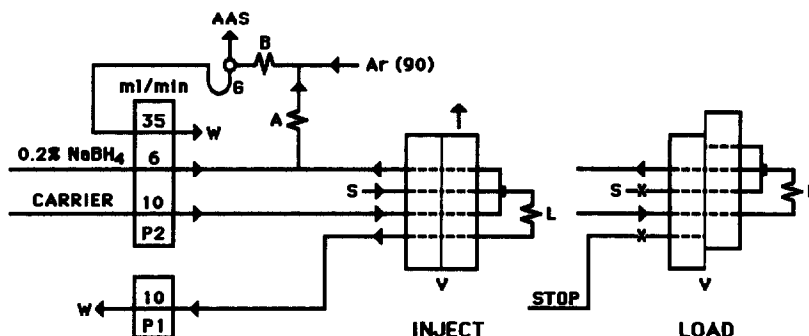 AAS
B
Ar (90)
G
ml/min
A
35
W
0.2% NaBH4
6
S
S
CARRIER
10
L
P2
V
V
W
10
STOP
P1
INJECT
LOAD